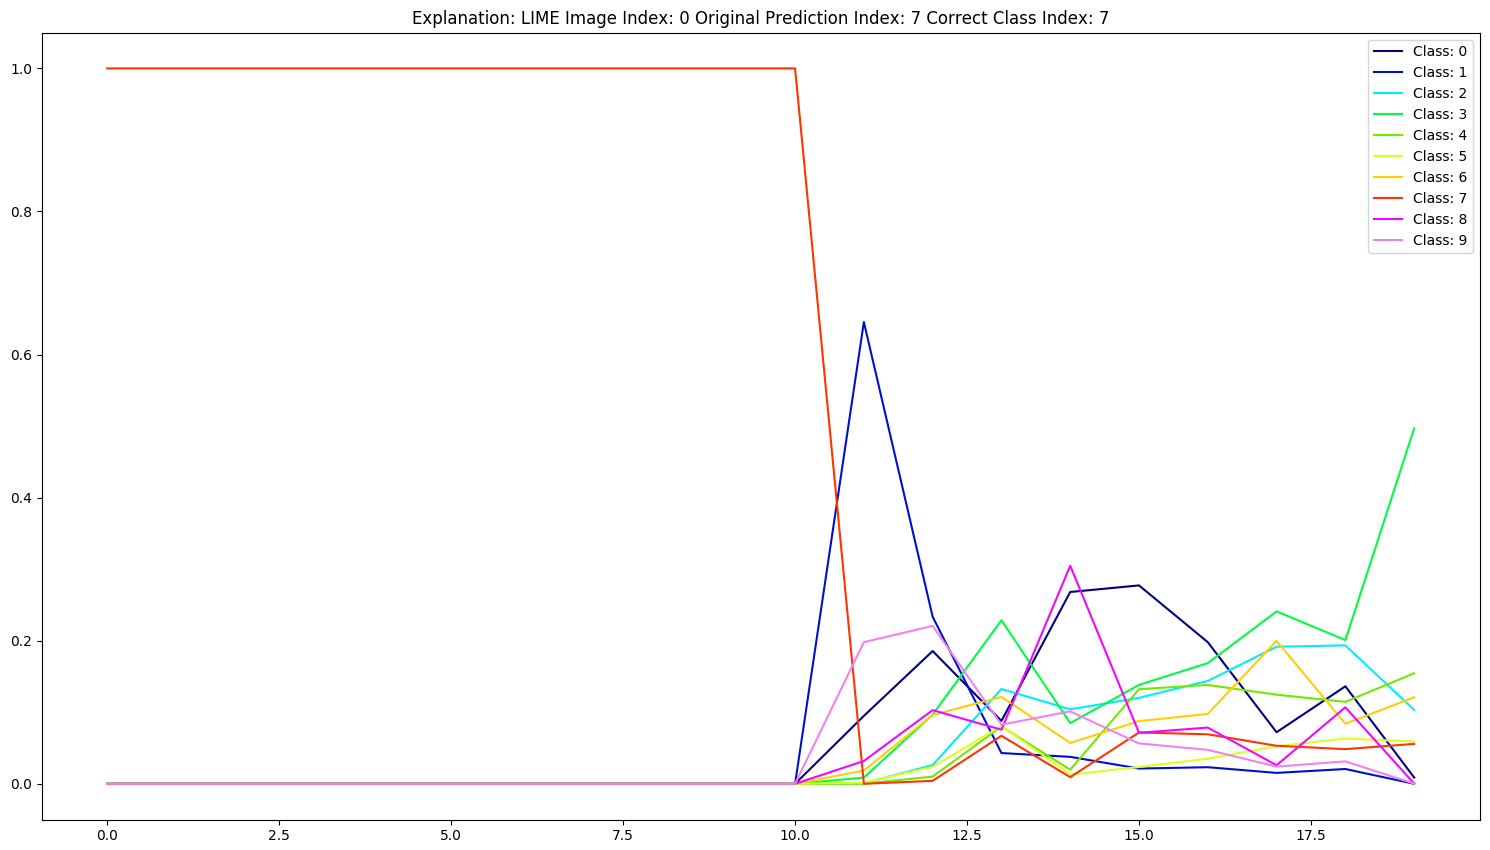 Explanation: LIME Image Index: 0 Original Prediction Index: 7 Correct Class Index: 7
1.0
0.8
0.6
0.4
0.2
0.0
0.0 2.5 5.0 7.5 10.0 12.5 15.0 17.5
Class: 0
Class: 1
Class: 2
Class: 3
Class: 4
Class: 5
Class: 6
Class: 7
Class: 8
Class: 9